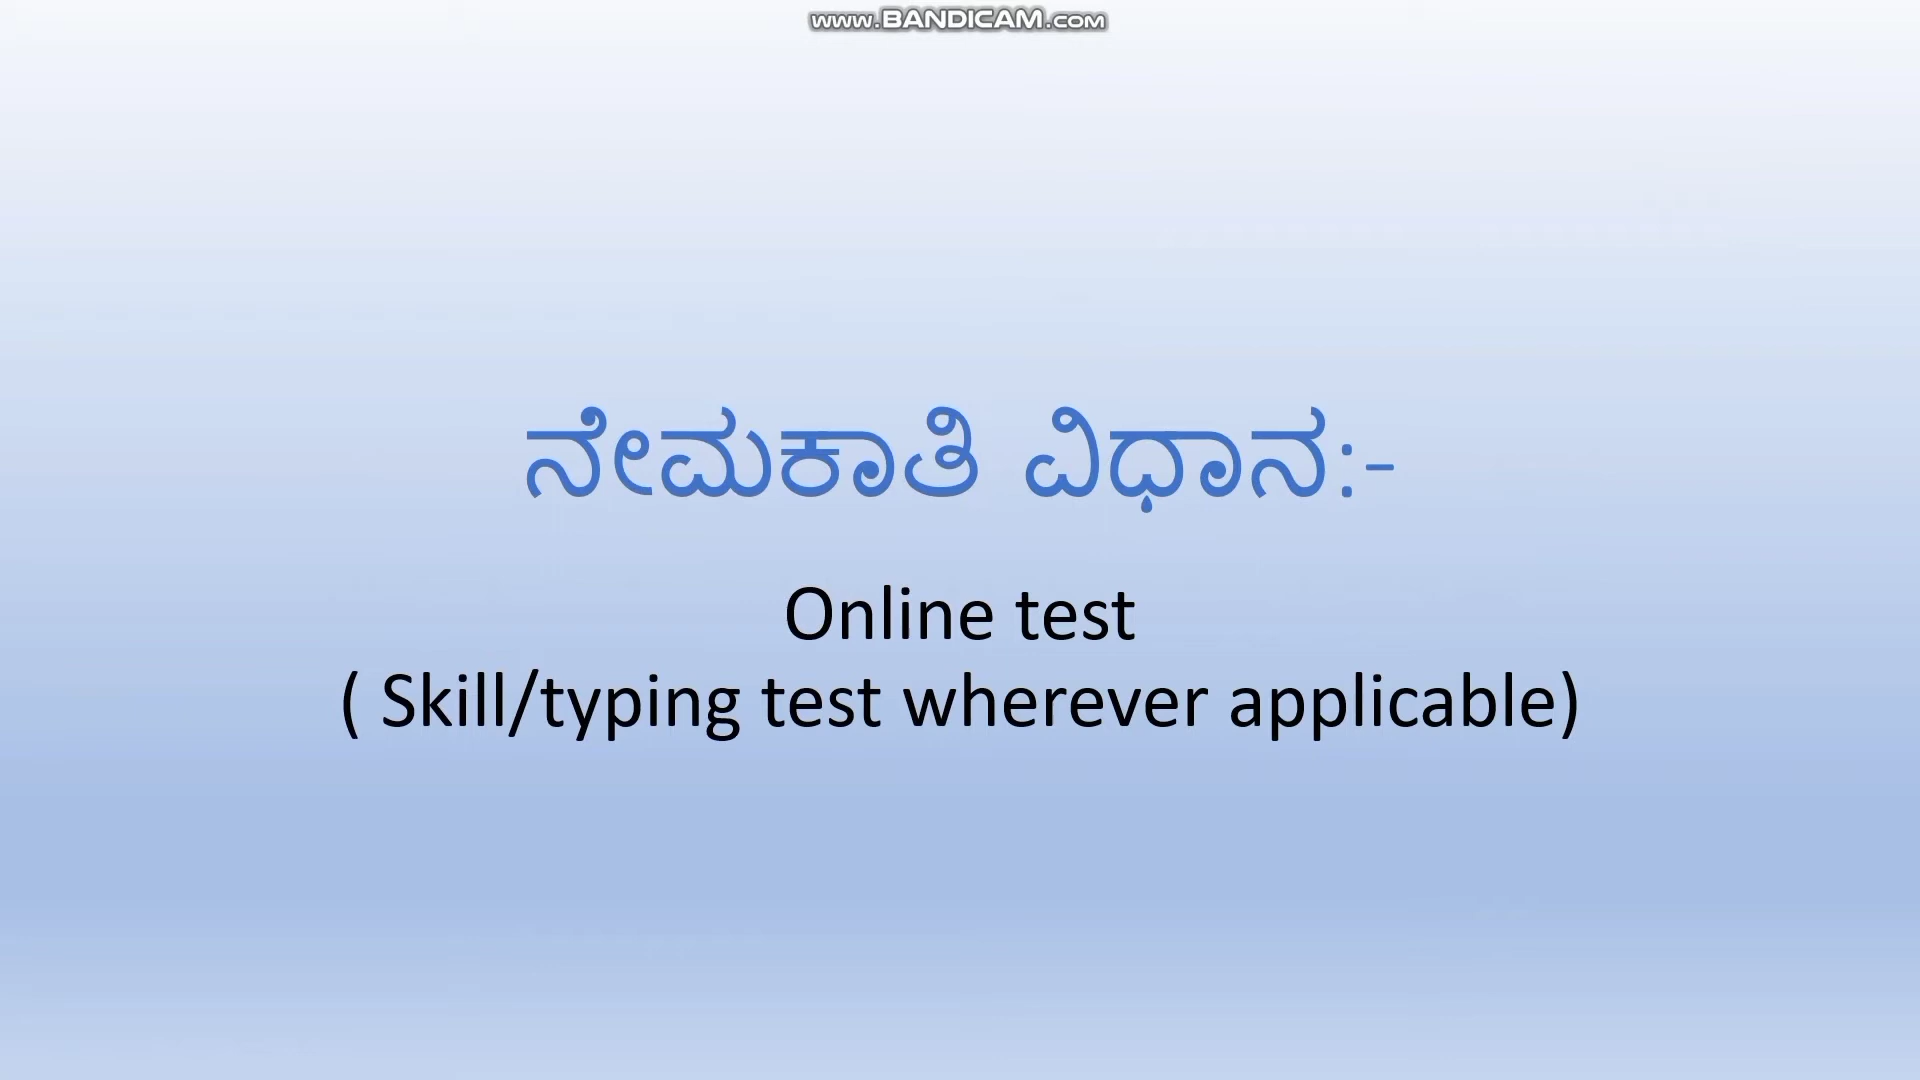 www.BANDICAM.com
ನೇಮಕಾತಿ ವಿಧಾನ:-
Online test
( Skill/typing test wherever applicable)